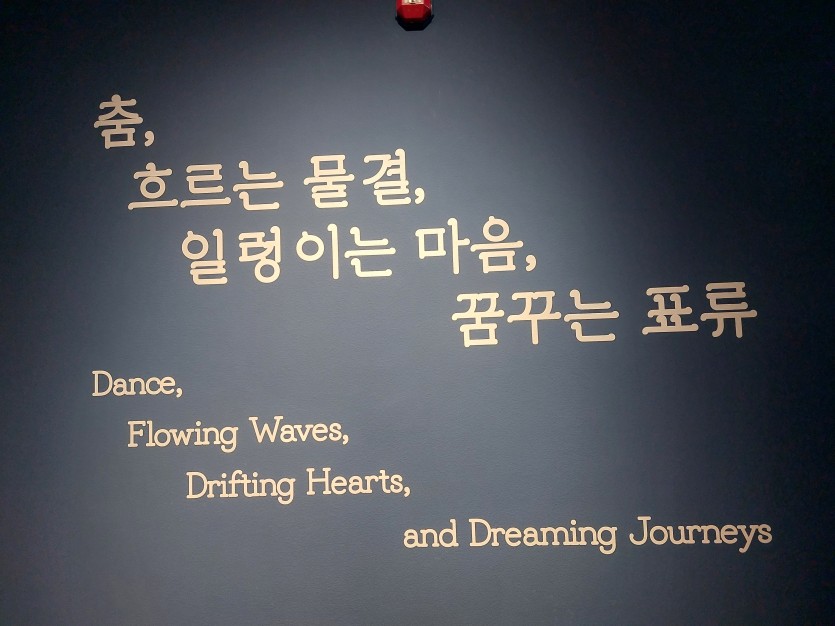 춤,
흐르는 물결,
일렁이는 마음,
꿈꾸는 표류
Dance,
Flowing Waves,
Drifting Hearts,
and Dreaming Journeys